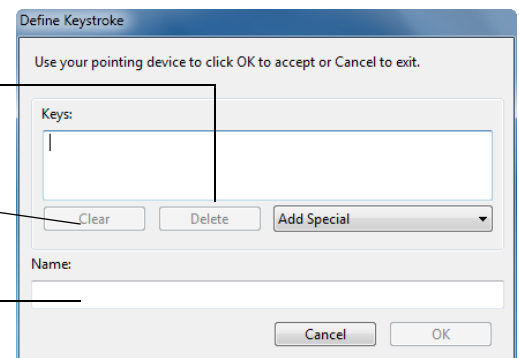 Define Keystroke
Use your pointing device to click OK to accept or Cancel to exit.
Keys:
Clear Delete Add Special
Name:
Cancel OK